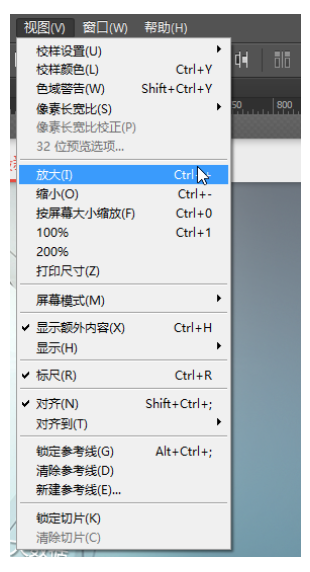 视图(V) 窗口(W) 帮助(H)
校样设置(U)
校样颜色(L) Ctrl+Y
色域警告(W) Shift+Ctrl+Y
像素长宽比(S)
50 800
像素长宽比校正(P)
32 位预览选项...
放大(I) Ctrl++
缩小(O) Ctrl+-
按屏幕大小缩放(F) Ctrl+0
100% Ctrl+1
200%
打印尺寸(Z)
屏幕模式(M)
显示额外内容(X) Ctrl+H
显示(H)
标尺(R) Ctrl+R
对齐(N) Shift+Ctrl+;
对齐到(T)
锁定参考线(G) Alt+Ctrl+;
清除参考线(D)
新建参考线(E)...
锁定切片(K)
清除切片(C)